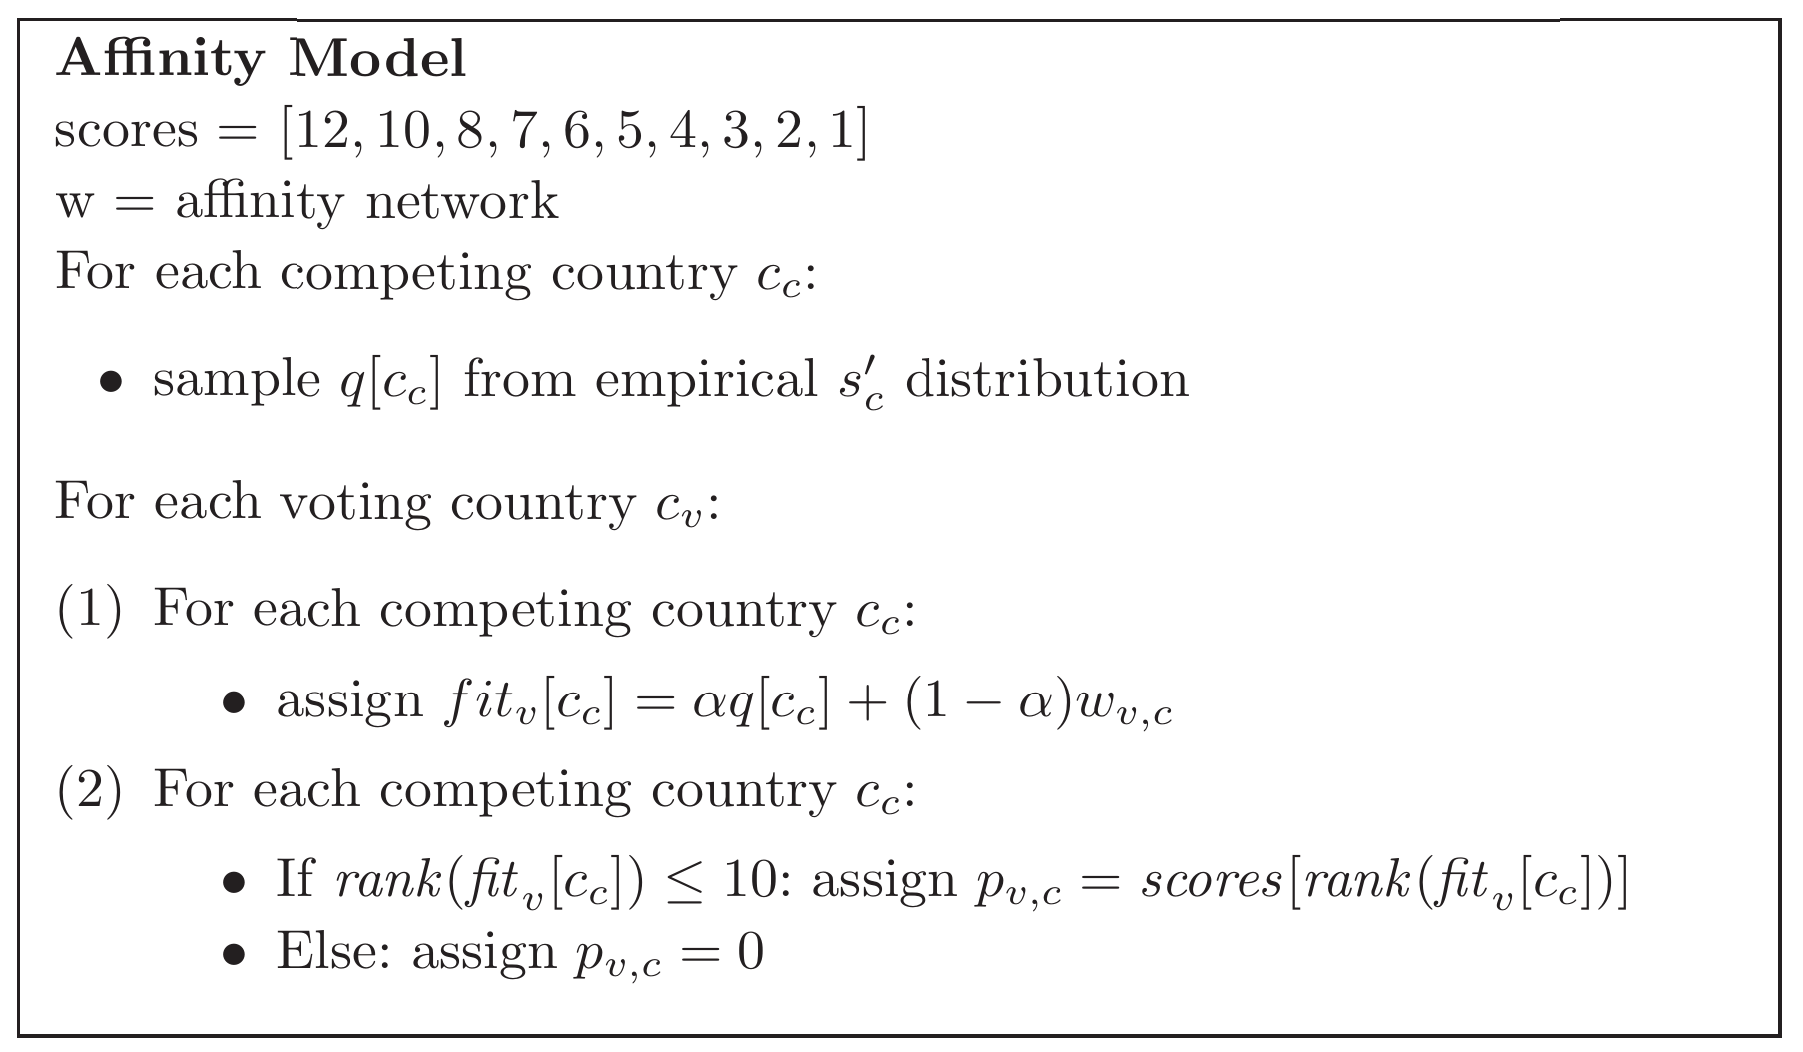 Affinity Model
scores = [12, 10, 8, 7, 6, 5, 4, 3, 2, 1]
w = affinity network
For each competing country $c_c$:
• sample $q[c_c]$ from empirical $s'_c$ distribution
For each voting country $c_v$:
(1) For each competing country $c_c$:
• assign $fit_v[c_c] = \alpha q[c_c] + (1 - \alpha)w_{v,c}$
(2) For each competing country $c_c$:
• If $rank(fit_v[c_c]) \leq 10$: assign $p_{v,c} = scores[rank(fit_v[c_c])]$
• Else: assign $p_{v,c} = 0$